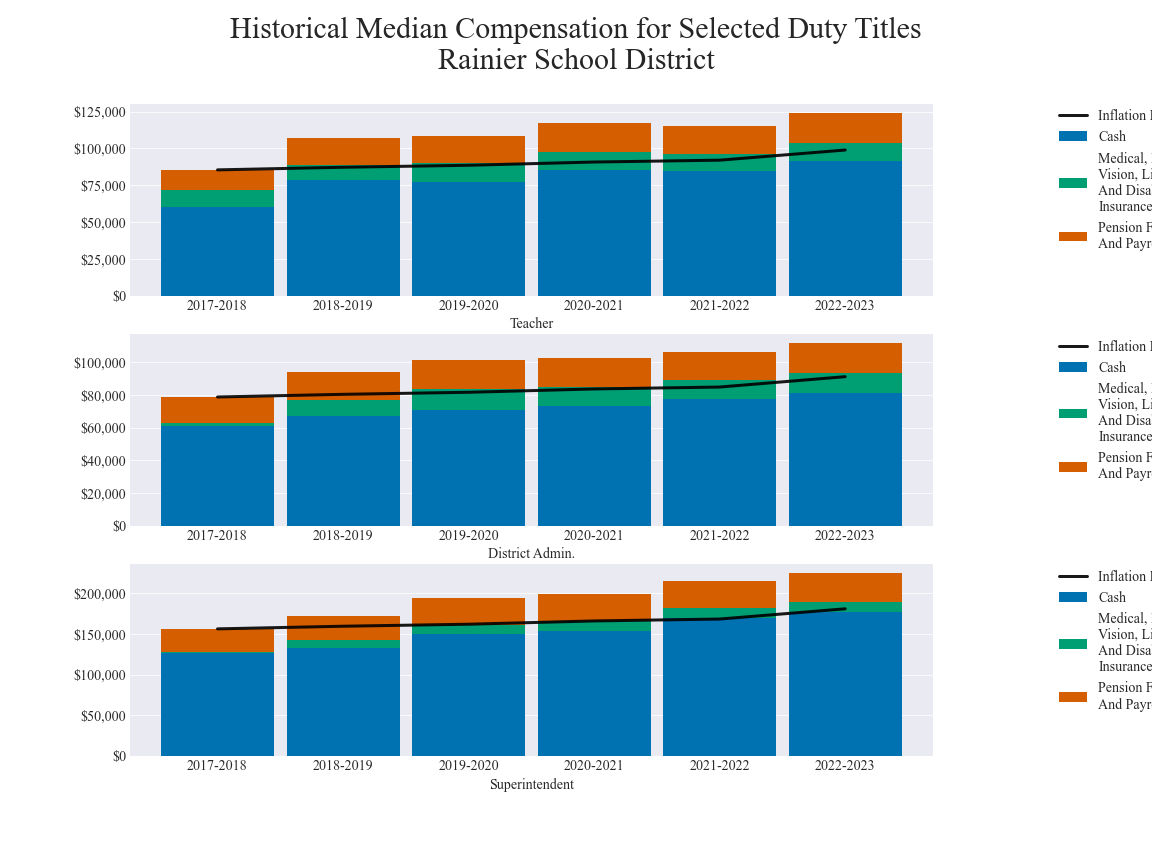 Historical Median Compensation for Selected Duty Titles
Rainier School District
$125,000
$100,000
$75,000
$50,000
$25,000
$0
2017-2018 2018-2019 2019-2020 2020-2021 2021-2022 2022-2023
Teacher
Inflation
Cash
Medical,
Vision,
And
Insurance
Pension
And
$100,000
$80,000
$60,000
$40,000
$20,000
$0
2017-2018 2018-2019 2019-2020 2020-2021 2021-2022 2022-2023
District Admin.
Inflation
Cash
Medical,
Vision,
And
Insurance
Pension
And
$200,000
$150,000
$100,000
$50,000
$0
2017-2018 2018-2019 2019-2020 2020-2021 2021-2022 2022-2023
Superintendent
Inflation
Cash
Medical,
Vision,
And
Insurance
Pension
And